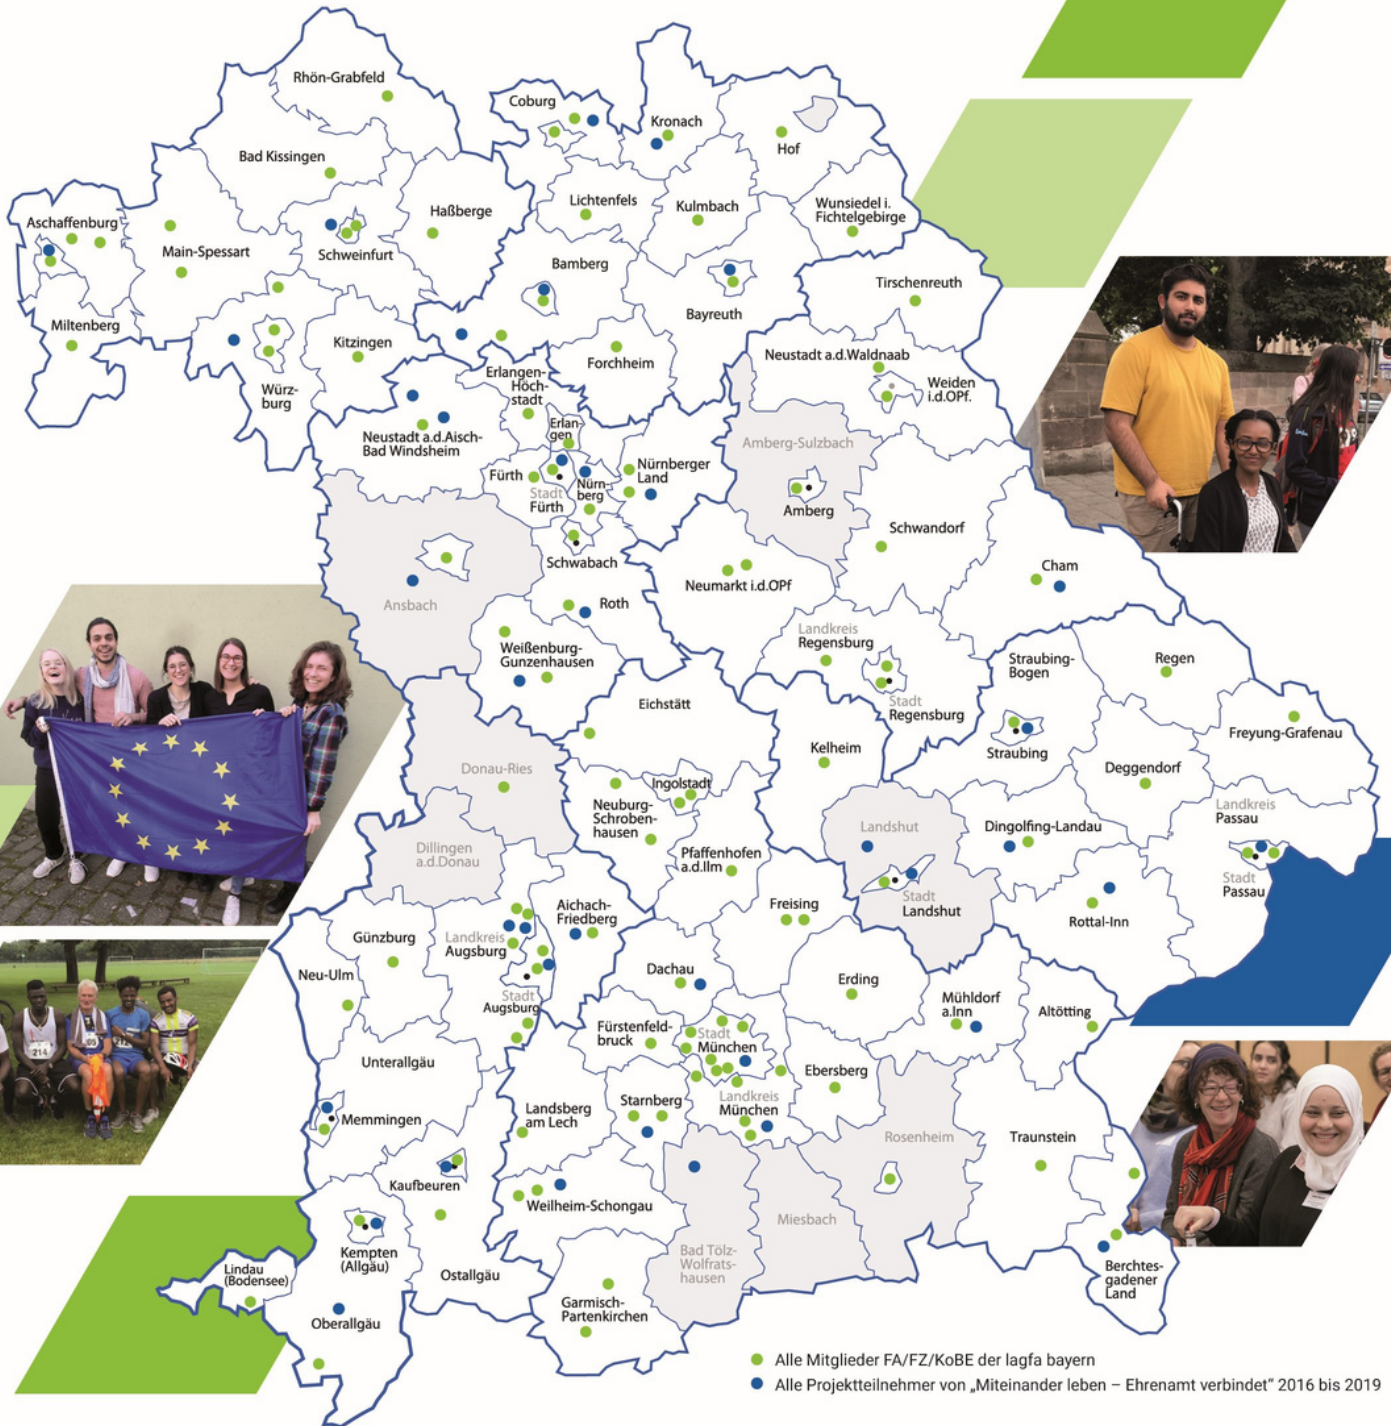 Rhön-Grabfeld
Coburg
Kronach
Hof
Bad Kissingen
Aschaffenburg
Main-Spessart
Schweinfurt
Haßberge
Lichtenfels
Kulmbach
Wunsiedel i.
Fichtelgebirge
Bamberg
Bayreuth
Tirschenreuth
Miltenberg
Würz-
burg
Kitzingen
Forchheim
Erlangen-
Höch-
stadt
Neustadt a.d.Waldnaab
Weiden
i.d.OPf.
Neustadt a.d.Aisch-
Bad Windsheim
Erlan-
gen
Fürth
Stadt
Fürth
Nürn-
berg
Nürnberger
Land
Amberg-Sulzbach
Amberg
Schwandorf
Schwabach
Neumarkt i.d.OPf
Cham
Ansbach
Roth
Weißenburg-
Gunzenhausen
Landkreis
Regensburg
Stadt
Regensburg
Straubing-
Bogen
Straubing
Regen
Freyung-Grafenau
Eichstätt
Kelheim
Deggendorf
Donau-Ries
Ingolstadt
Neuburg-
Schroben-
hausen
Landkreis
Passau
Stadt
Passau
Dillingen
a.d.Donau
Pfaffenhofen
a.d.Ilm
Landshut
Stadt
Landshut
Dingolfing-Landau
Rottal-Inn
Günzburg
Landkreis
Augsburg
Aichach-
Friedberg
Freising
Neu-Ulm
Stadt
Augsburg
Dachau
Erding
Mühldorf
a.Inn
Altötting
Fürstenfeld-
bruck
Stadt
München
Ebersberg
214
Unterallgäu
Landsberg
am Lech
Starnberg
Landkreis
München
Memmingen
Rosenheim
Traunstein
Kaufbeuren
Weilheim-Schongau
Miesbach
Kempten
(Allgäu)
Bad Tölz-
Wolfrats-
hausen
Lindau
(Bodensee)
Ostallgäu
Berchtes-
gadener
Land
Oberallgäu
Garmisch-
Partenkirchen
Alle Mitglieder FA/FZ/KoBE der lagfa bayern
Alle Projektteilnehmer von „Miteinander leben – Ehrenamt verbindet“ 2016 bis 2019